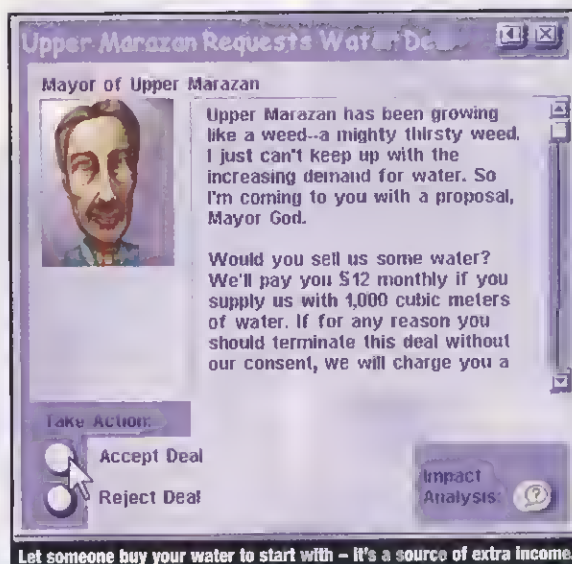 Upper Marazan Requests Water
Mayor of Upper Marazan
Upper Marazan has been growing
like a weed--a mighty thirsty weed,
I just can't keep up with the
increasing demand for water. So
I'm coming to you with a proposal,
Mayor God.
Would you sell us some water?
We'll pay you §12 monthly if you
supply us with 1,000 cubic meters
of water. If for any reason you
should terminate this deal without
our consent, we will charge you a
Take Action:
Accept Deal
Reject Deal
Impact
Analysis:
Let someone buy your water to start with – it's a source of extra income.